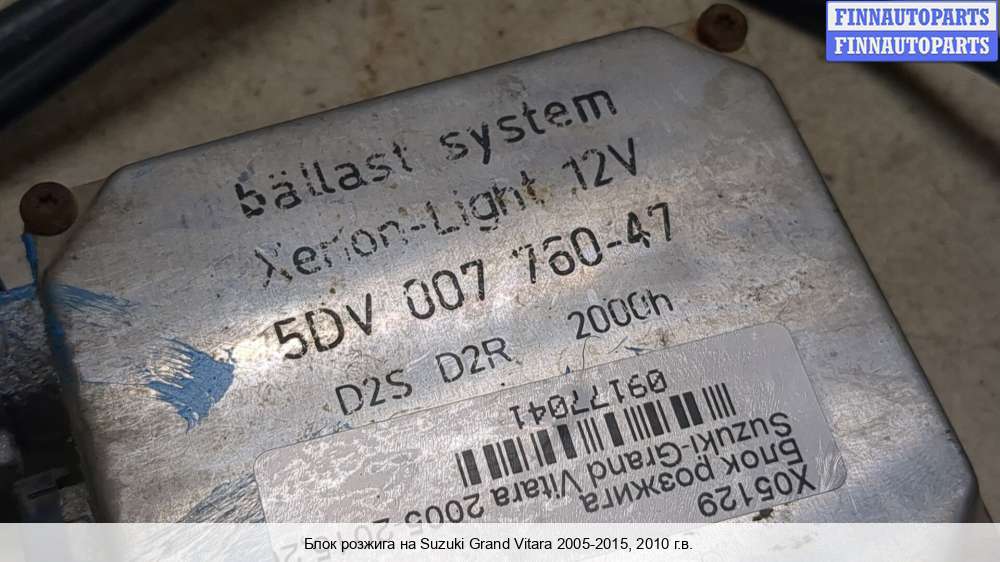 FINNAUTOPARTS
FINNAUTOPARTS
ballast system
Xenon-Light 12V
5DV 007 760-47
D2S D2R 2000h
X05129
Блок розжига
Suzuki-Grand Vitara 2005
09177041
Блок розжига на Suzuki Grand Vitara 2005-2015, 2010 г.в.